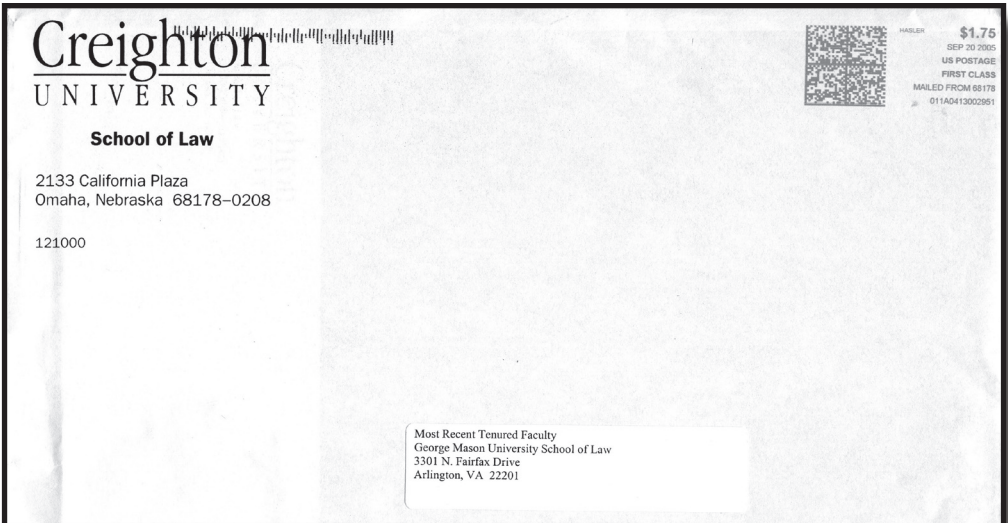 Creighton
UNIVERSITY
School of Law
2133 California Plaza
Omaha, Nebraska 68178–0208
121000
HASLER
$1.75
SEP 20 2005
US POSTAGE
FIRST CLASS
MAILED FROM 68178
011A0413002951
Most Recent Tenured Faculty
George Mason University School of Law
3301 N. Fairfax Drive
Arlington, VA 22201